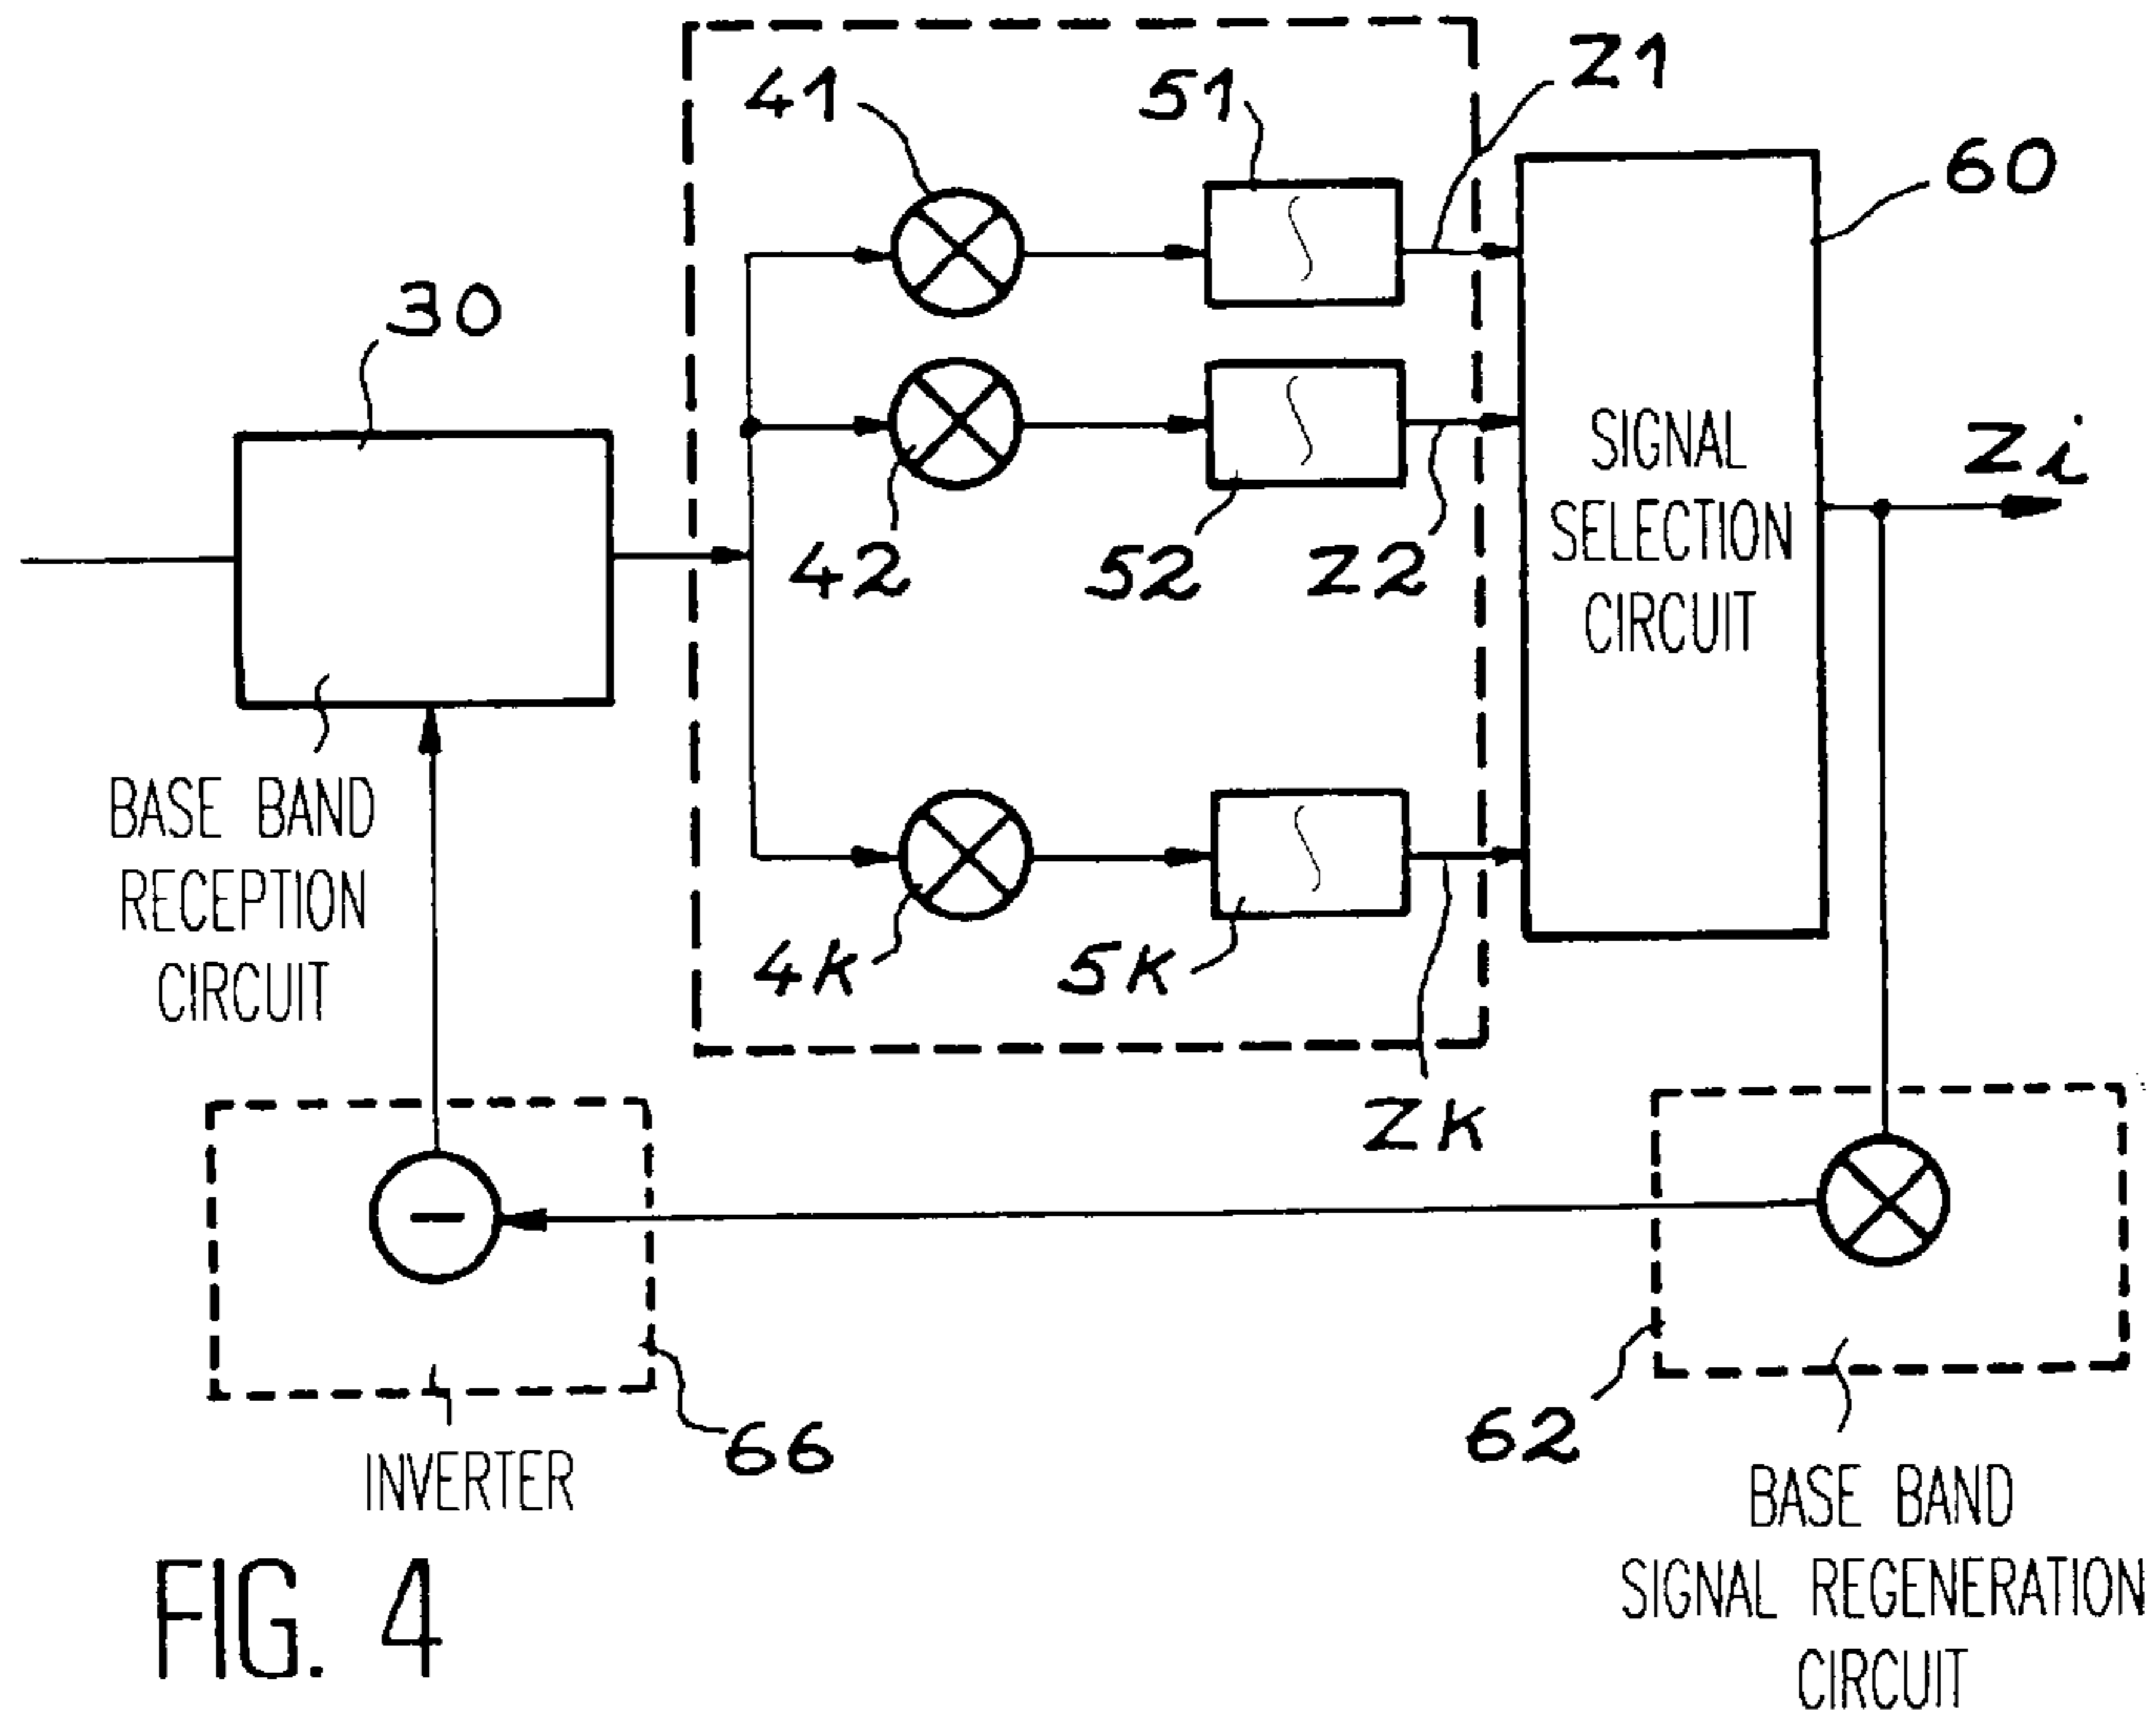 41
51
Z1
60
30
SIGNAL
SELECTION
CIRCUIT
Zi
42
52
Z2
BASE BAND
RECEPTION
CIRCUIT
4k
5k
Zk
66
62
INVERTER
BASE BAND
SIGNAL REGENERATION
CIRCUIT
FIG. 4